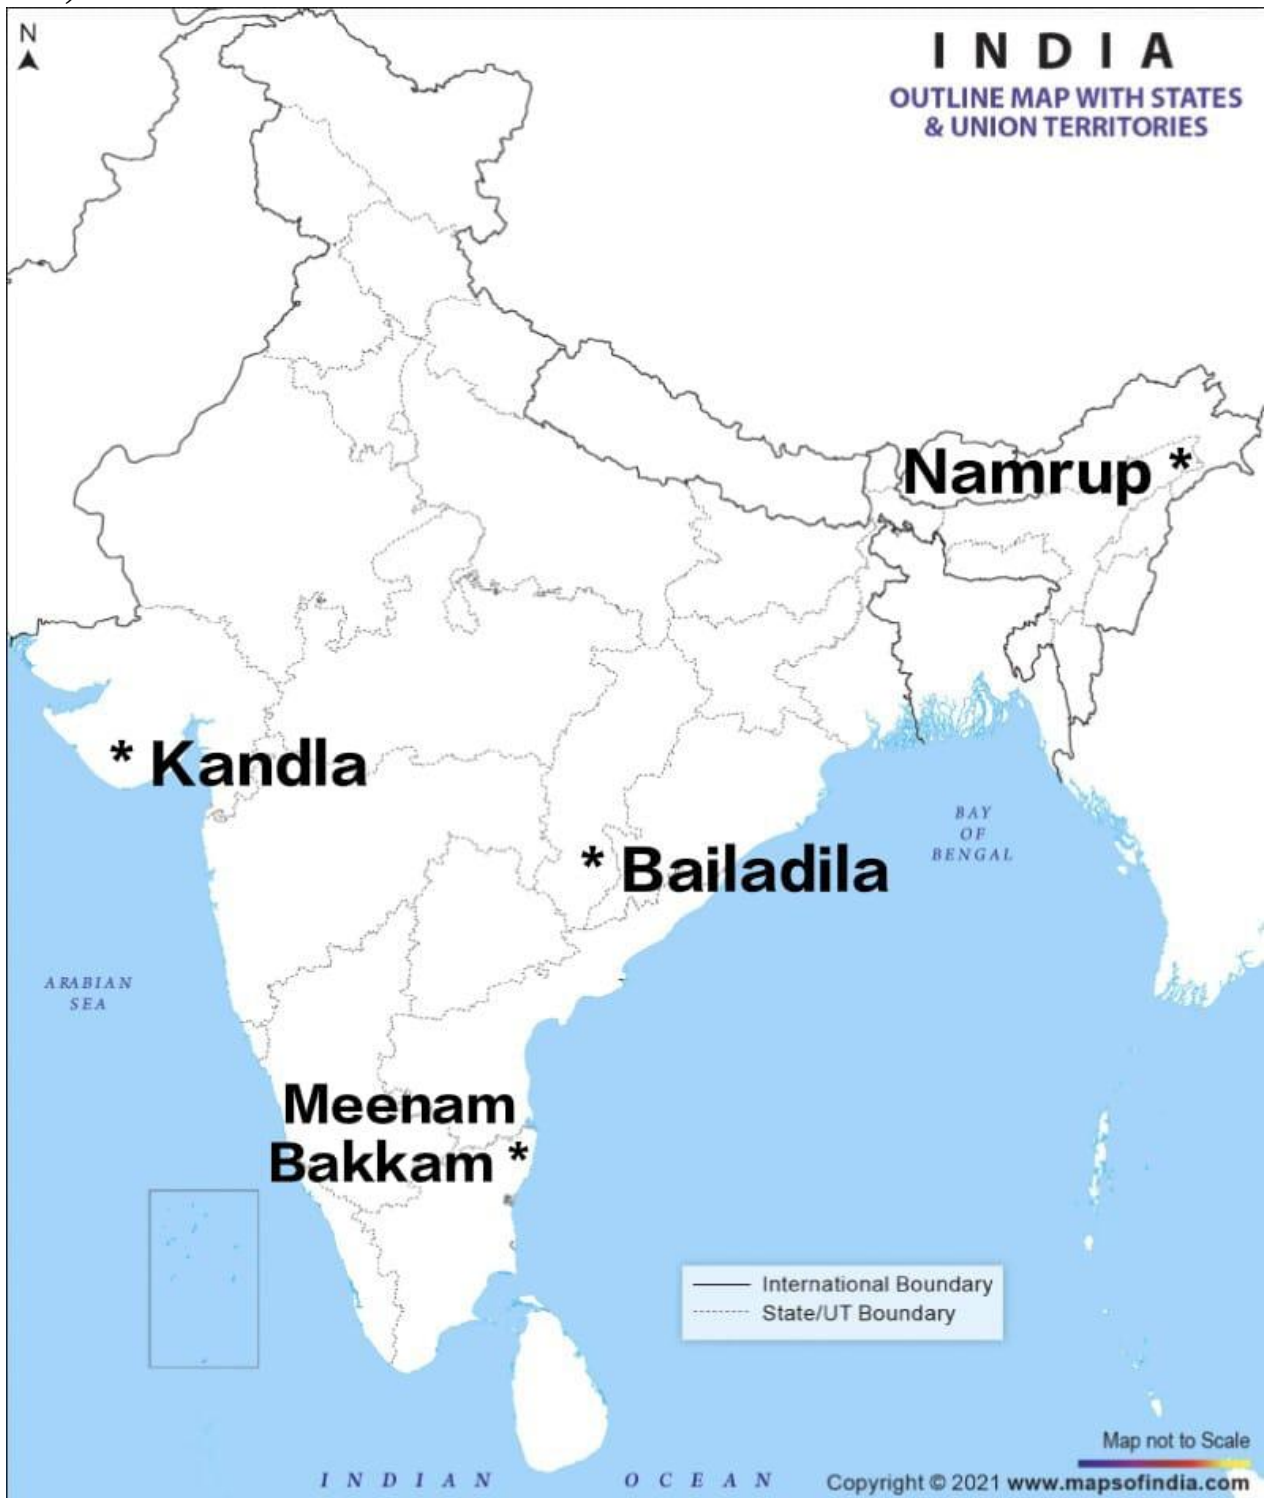 N
INDIA
OUTLINE MAP WITH STATES
& UNION TERRITORIES
Namrup *
* Kandla
BAY
OF
BENGAL
* Bailadila
ARABIAN
SEA
Meenam
Bakkam *
International Boundary
State/UT Boundary
Map not to Scale
INDIAN OCEAN
Copyright © 2021 www.mapsofindia.com